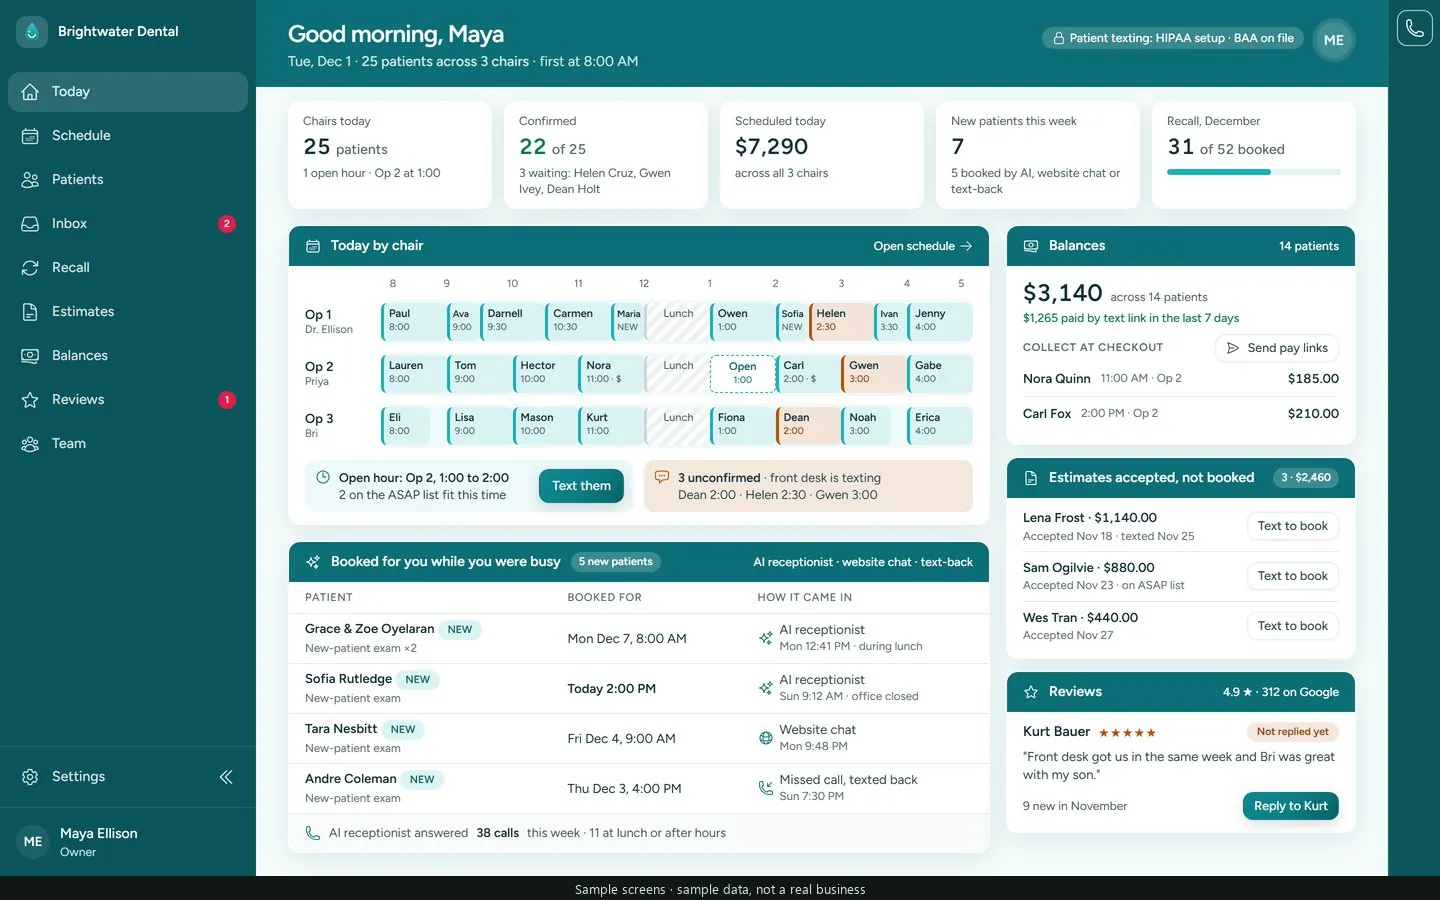 Brightwater Dental
Today
Schedule
Patients
Inbox 2
Recall
Estimates
Balances
Reviews 1
Team
Settings
ME
Maya Ellison
Owner
Good morning, Maya
Tue, Dec 1 · 25 patients across 3 chairs · first at 8:00 AM
Patient texting: HIPAA setup · BAA on file
ME
Chairs today
25 patients
1 open hour · Op 2 at 1:00
Confirmed
22 of 25
3 waiting: Helen Cruz, Gwen
Ivey, Dean Holt
Scheduled today
$7,290
across all 3 chairs
New patients this week
7
5 booked by AI, website chat or
text-back
Recall, December
31 of 52 booked
Today by chair
Open schedule →
8 9 10 11 12 1 2 3 4 5
Op 1
Dr. Ellison
Paul
8:00
Ava
9:00
Darnell
9:30
Carmen
10:30
Maria
NEW
Lunch
Owen
1:00
Sofia
NEW
Helen
2:30
Ivan
3:30
Jenny
4:00
Op 2
Priya
Lauren
8:00
Tom
9:00
Hector
10:00
Nora
11:00 · $
Lunch
Open
1:00
Carl
2:00 · $
Gwen
3:00
Gabe
4:00
Op 3
Bri
Eli
8:00
Lisa
9:00
Mason
10:00
Kurt
11:00
Lunch
Fiona
1:00
Dean
2:00
Noah
3:00
Erica
4:00
Open hour: Op 2, 1:00 to 2:00
2 on the ASAP list fit this time
Text them
3 unconfirmed · front desk is texting
Dean 2:00 · Helen 2:30 · Gwen 3:00
Booked for you while you were busy
5 new patients
AI receptionist · website chat · text-back
PATIENT BOOKED FOR HOW IT CAME IN
Grace & Zoe Oyelaran NEW
New-patient exam ×2
Mon Dec 7, 8:00 AM
AI receptionist
Mon 12:41 PM · during lunch
Sofia Rutledge NEW
New-patient exam
Today 2:00 PM
AI receptionist
Sun 9:12 AM · office closed
Tara Nesbitt NEW
New-patient exam
Fri Dec 4, 9:00 AM
Website chat
Mon 9:48 PM
Andre Coleman NEW
New-patient exam
Thu Dec 3, 4:00 PM
Missed call, texted back
Sun 7:30 PM
AI receptionist answered 38 calls this week · 11 at lunch or after hours
Balances
14 patients
$3,140 across 14 patients
$1,265 paid by text link in the last 7 days
COLLECT AT CHECKOUT
Send pay links
Nora Quinn 11:00 AM · Op 2 $185.00
Carl Fox 2:00 PM · Op 2 $210.00
Estimates accepted, not booked
3 · $2,460
Lena Frost · $1,140.00
Accepted Nov 18 · texted Nov 25
Text to book
Sam Ogilvie · $880.00
Accepted Nov 23 · on ASAP list
Text to book
Wes Tran · $440.00
Accepted Nov 27
Text to book
Reviews
4.9 ★ · 312 on Google
Kurt Bauer ★★★★★
Not replied yet
"Front desk got us in the same week and Bri was great
with my son."
9 new in November
Reply to Kurt
Sample screens · sample data, not a real business